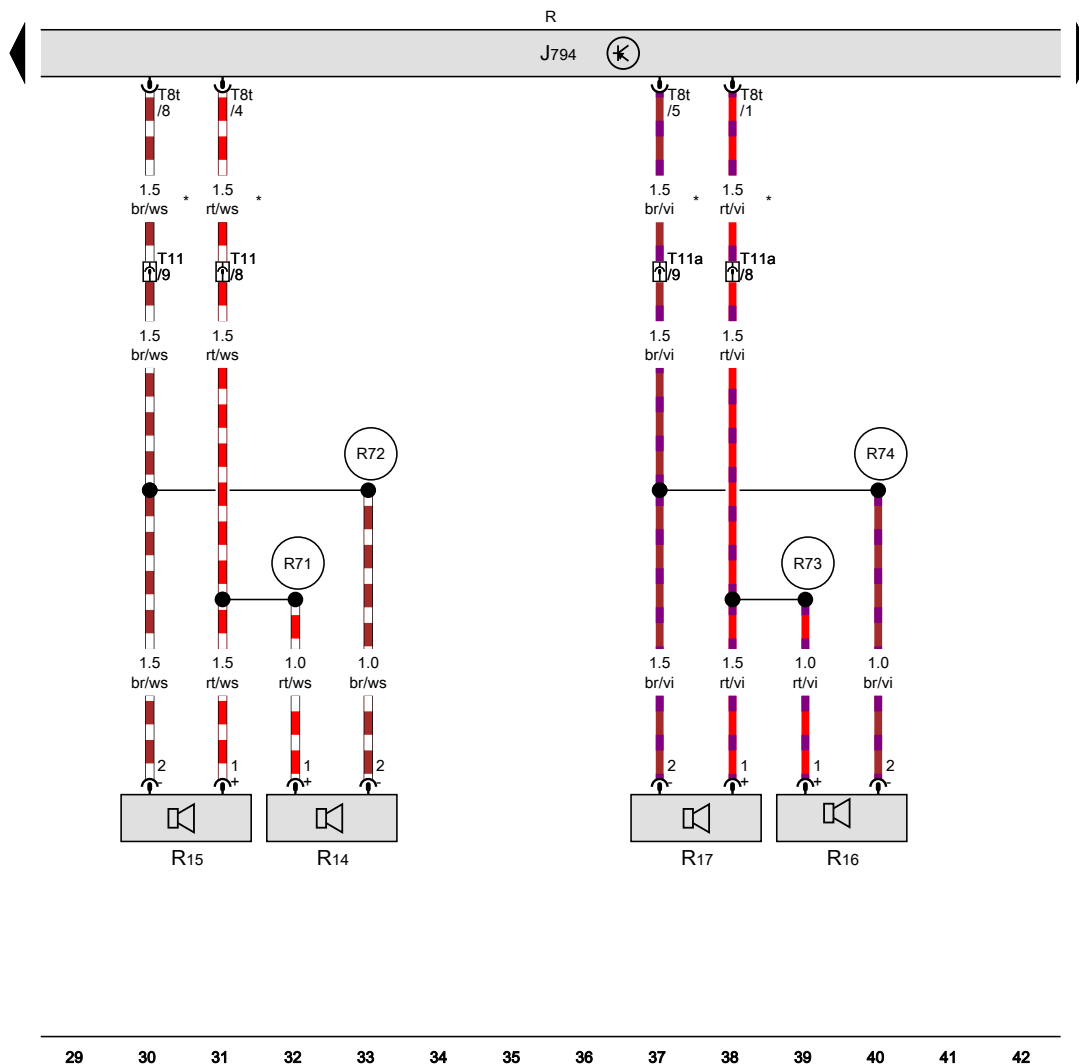 R
J794
T8t T8t T8t T8t
/8 /4 /5 /1
1.5 * 1.5 * 1.5 * 1.5 *
br/ws rt/ws br/vi rt/vi
T11 T11 T11a T11a
/9 /8 /9 /8
1.5 1.5 1.5 1.5
br/ws rt/ws br/vi rt/vi
R72 R74
R71 R73
1.5 1.5 1.0 1.0 1.5 1.5 1.0 1.0
br/ws rt/ws rt/ws br/ws br/vi rt/vi rt/vi br/vi
2 1 1 2 2 1 1 2
- + + - - + + -
R15 R14 R17 R16
29 30 31 32 33 34 35 36 37 38 39 40 41 42